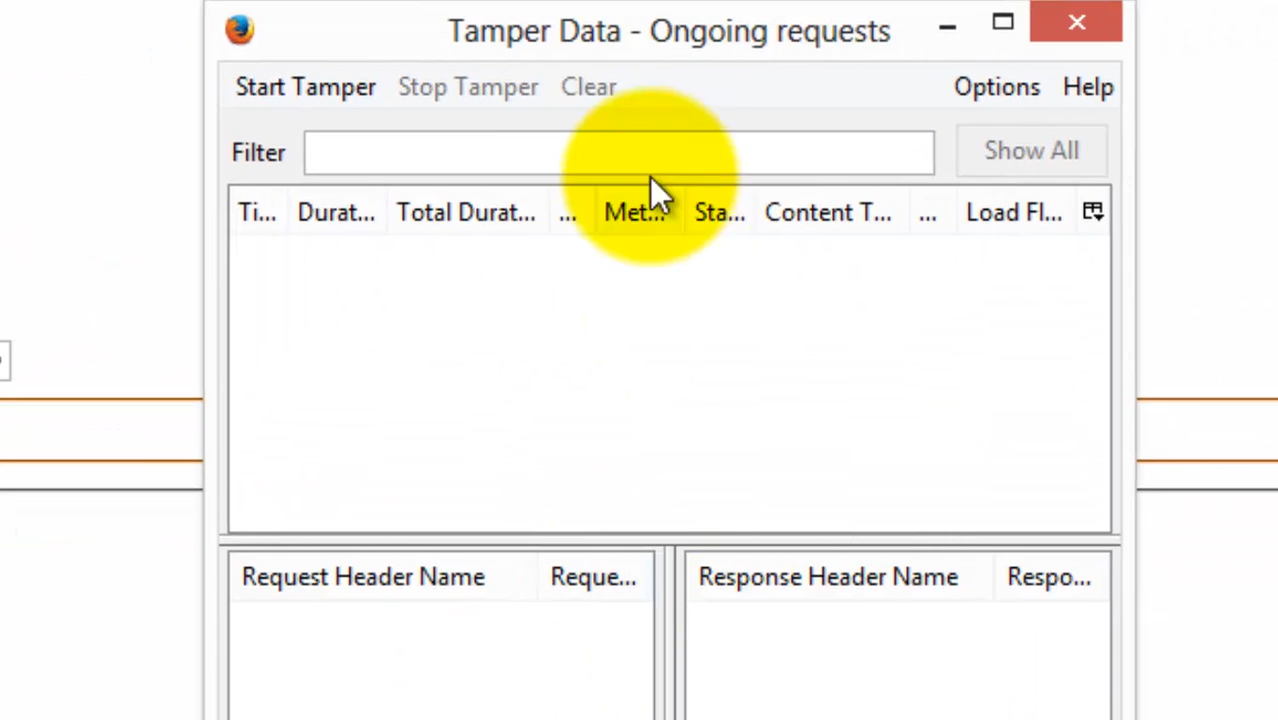 Tamper Data - Ongoing requests
Start Tamper Stop Tamper Clear Options Help
Filter Show All
Ti... Durat... Total Durat... ... Met... Sta... Content T... ... Load Fl...
Request Header Name Reque... Response Header Name Respo...